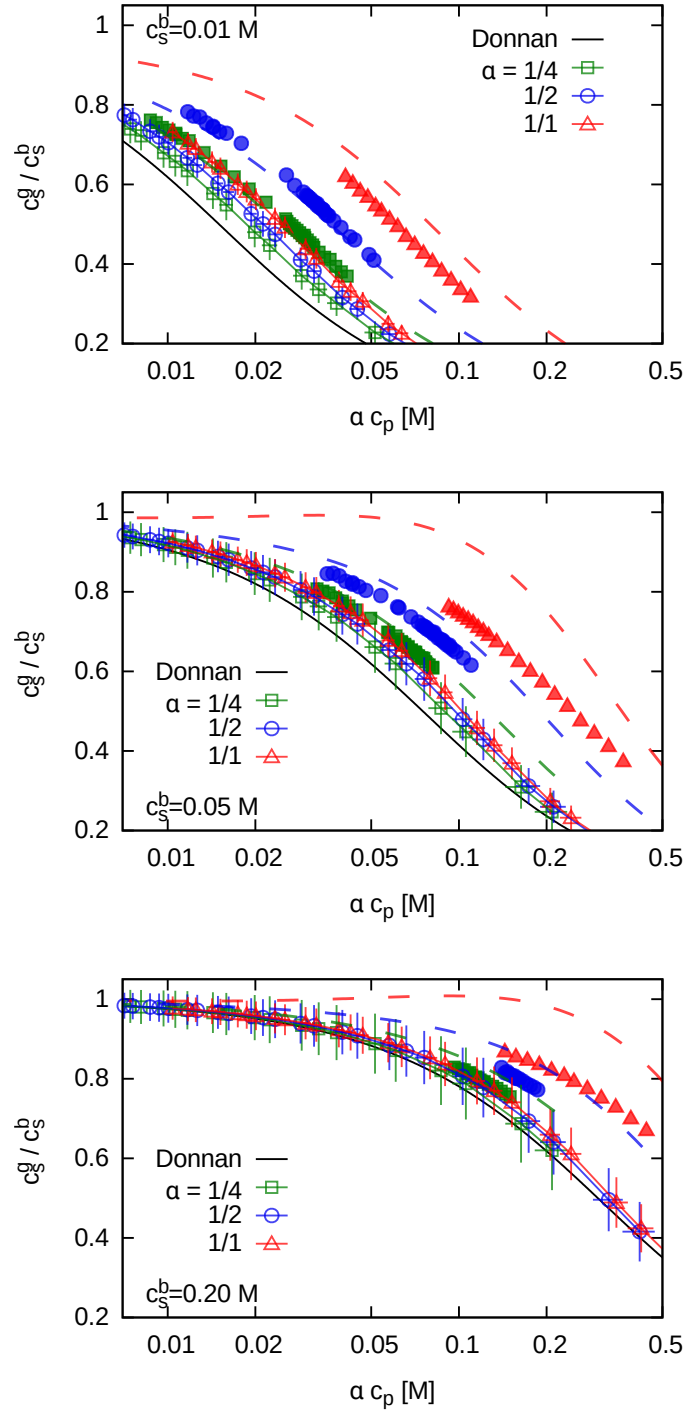 1
c_s^b=0.01 M
Donnan
α = 1/4
1/2
1/1
0.8
0.6
0.4
0.2
c_s^g / c_s^b
0.01 0.02 0.05 0.1 0.2 0.5
α c_p [M]
1
0.8
0.6
0.4
0.2
c_s^g / c_s^b
Donnan
α = 1/4
1/2
1/1
c_s^b=0.05 M
0.01 0.02 0.05 0.1 0.2 0.5
α c_p [M]
1
0.8
0.6
0.4
0.2
c_s^g / c_s^b
Donnan
α = 1/4
1/2
1/1
c_s^b=0.20 M
0.01 0.02 0.05 0.1 0.2 0.5
α c_p [M]